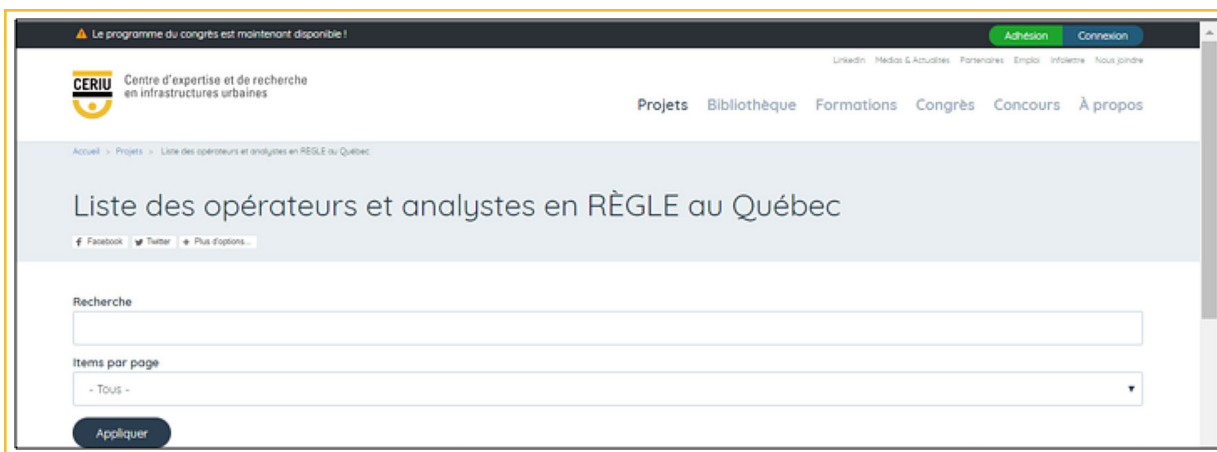 Le programme du congrès est maintenant disponible !
Adhésion Connexion
LinkedIn Médias & Actualités Partenaires Emploi Infolettre Nous joindre
CERIU
Centre d'expertise et de recherche
en infrastructures urbaines
Projets Bibliothèque Formations Congrès Concours À propos
Accueil > Projets > Liste des opérateurs et analystes en RÈGLE au Québec
Liste des opérateurs et analystes en RÈGLE au Québec
Facebook Twitter + Plus d'options...
Recherche
Items par page
- Tous -
Appliquer